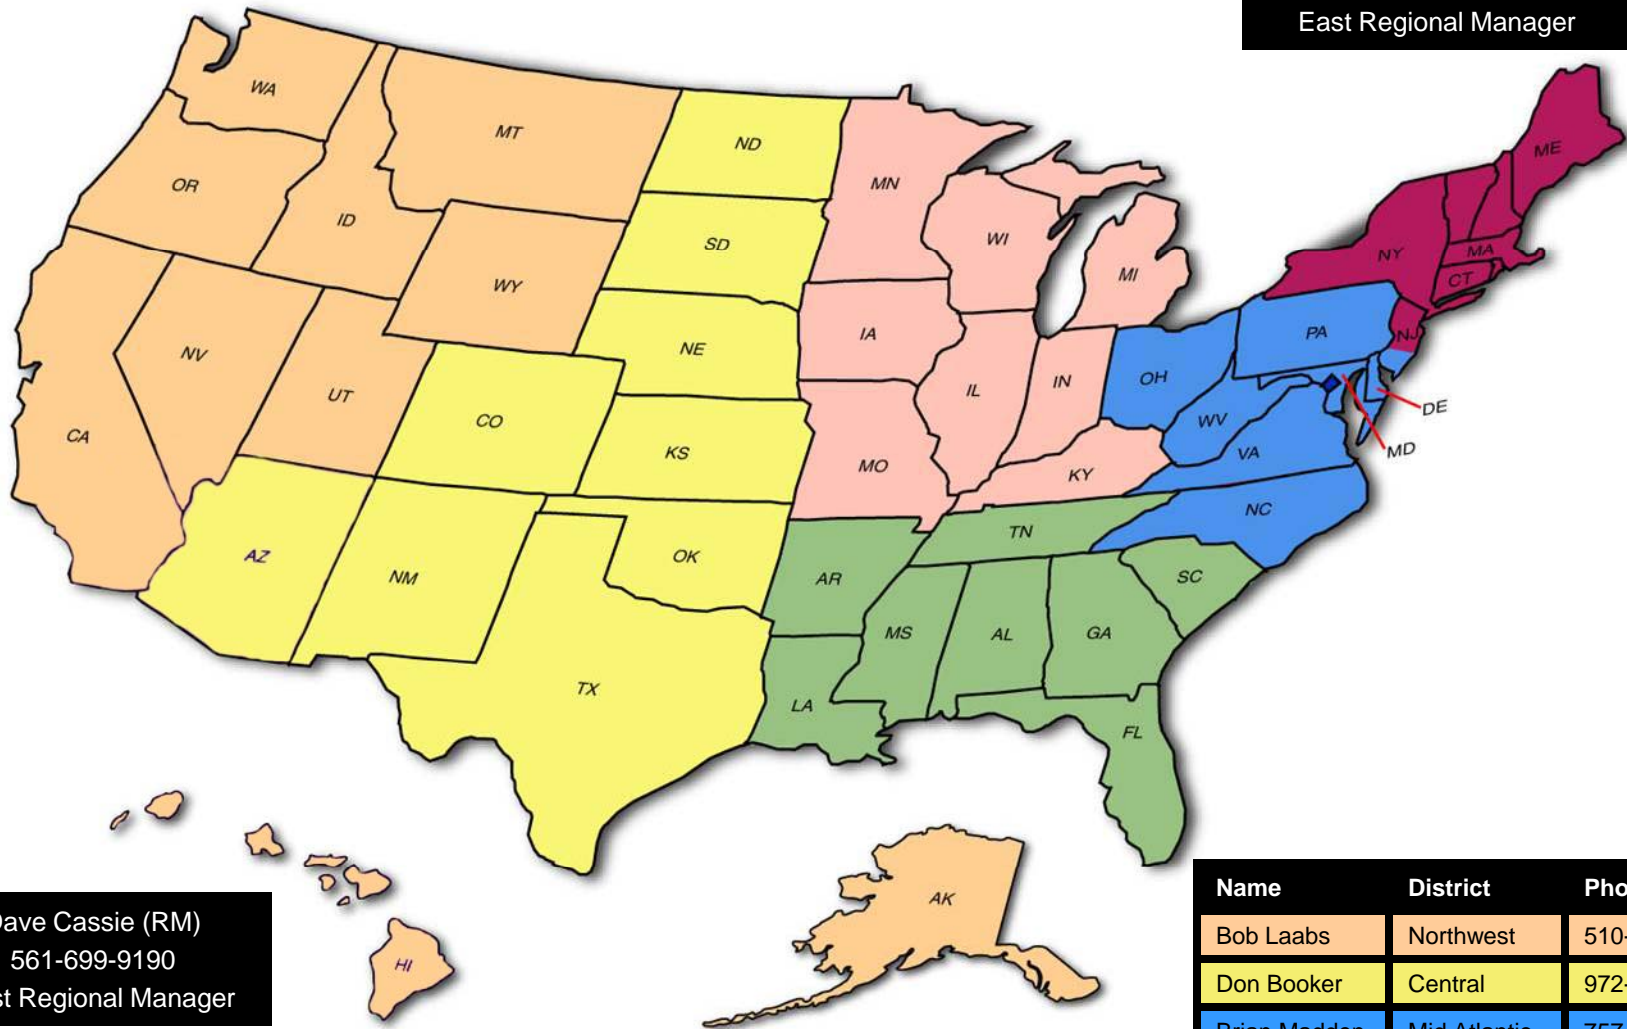 East Regional Manager
WA
MT
ND
ME
OR
MN
ID
SD
WI
NY
MA
MI
CT
WY
IA
PA
NJ
NV
NE
IL
IN
OH
UT
DE
CO
WV
CA
KS
MO
KY
VA
MD
NC
TN
AZ
NM
OK
AR
SC
MS
AL
GA
TX
LA
FL
AK
HI
Cassie (RM)
561-699-9190
Regional Manager
Name District
Bob Laabs Northwest 510-
Don Booker Central 972-